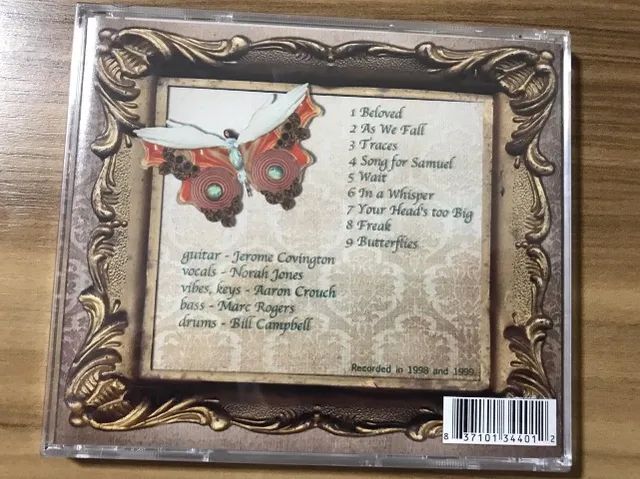 1 Beloved
2 As We Fall
3 Traces
4 Song for Samuel
5 Wait
6 In a Whisper
7 Your Head's too Big
8 Freak
9 Butterflies
guitar - Jerome Covington
vocals - Norah Jones
vibes, keys - Aaron Crouch
bass - Marc Rogers
drums - Bill Campbell
Recorded in 1998 and 1999
8 37101 34401 2